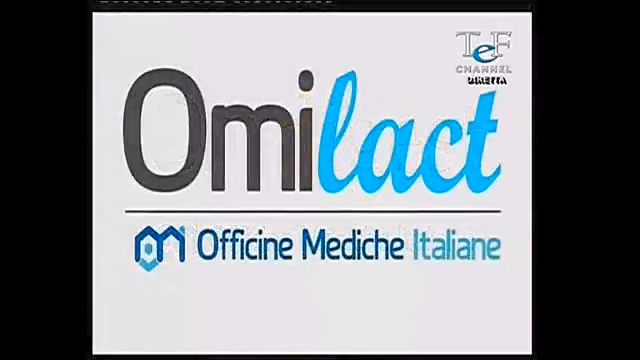 TeF
CHANNEL
DIRETTA
Omilact
Officine Mediche Italiane